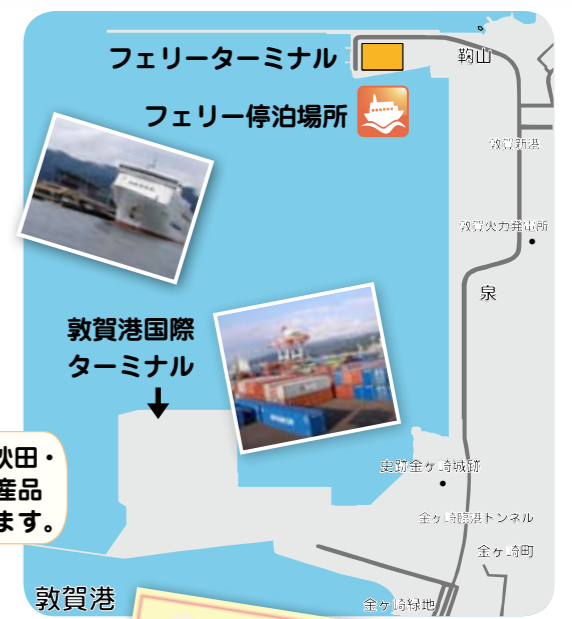 フェリーターミナル
鞠山
フェリー停泊場所
敦賀新港
敦賀火力発電所
泉
敦賀港国際
ターミナル
秋田・
産品
ます。
史跡金ヶ崎城跡
金ヶ崎臨港トンネル
金ヶ崎町
敦賀港
金ヶ崎緑地